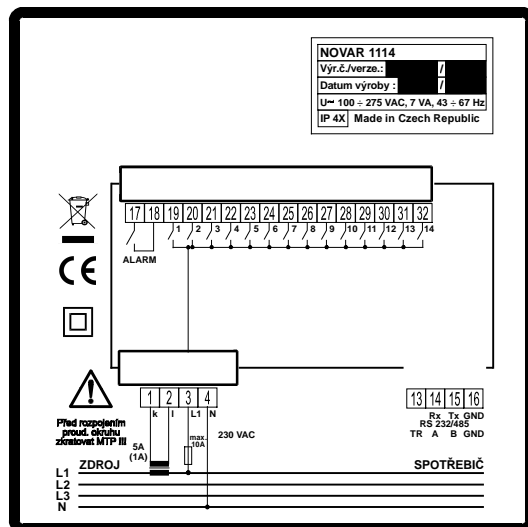 NOVAR 1114
Výr.č./verze.: /
Datum výroby : /
U~ 100 ÷ 275 VAC, 7 VA, 43 ÷ 67 Hz
IP 4X Made in Czech Republic
17 18 19 20 21 22 23 24 25 26 27 28 29 30 31 32
1 2 3 4 5 6 7 8 9 10 11 12 13 14
ALARM
CE
1 2 3 4
k l L1 N
13 14 15 16
Rx Tx GND
RS 232/485
TR A B GND
Před rozpojením
proud. okruhu
zkratovat MTP III
5A
(1A)
max.
10A
230 VAC
ZDROJ SPOTŘEBIČ
L1
L2
L3
N